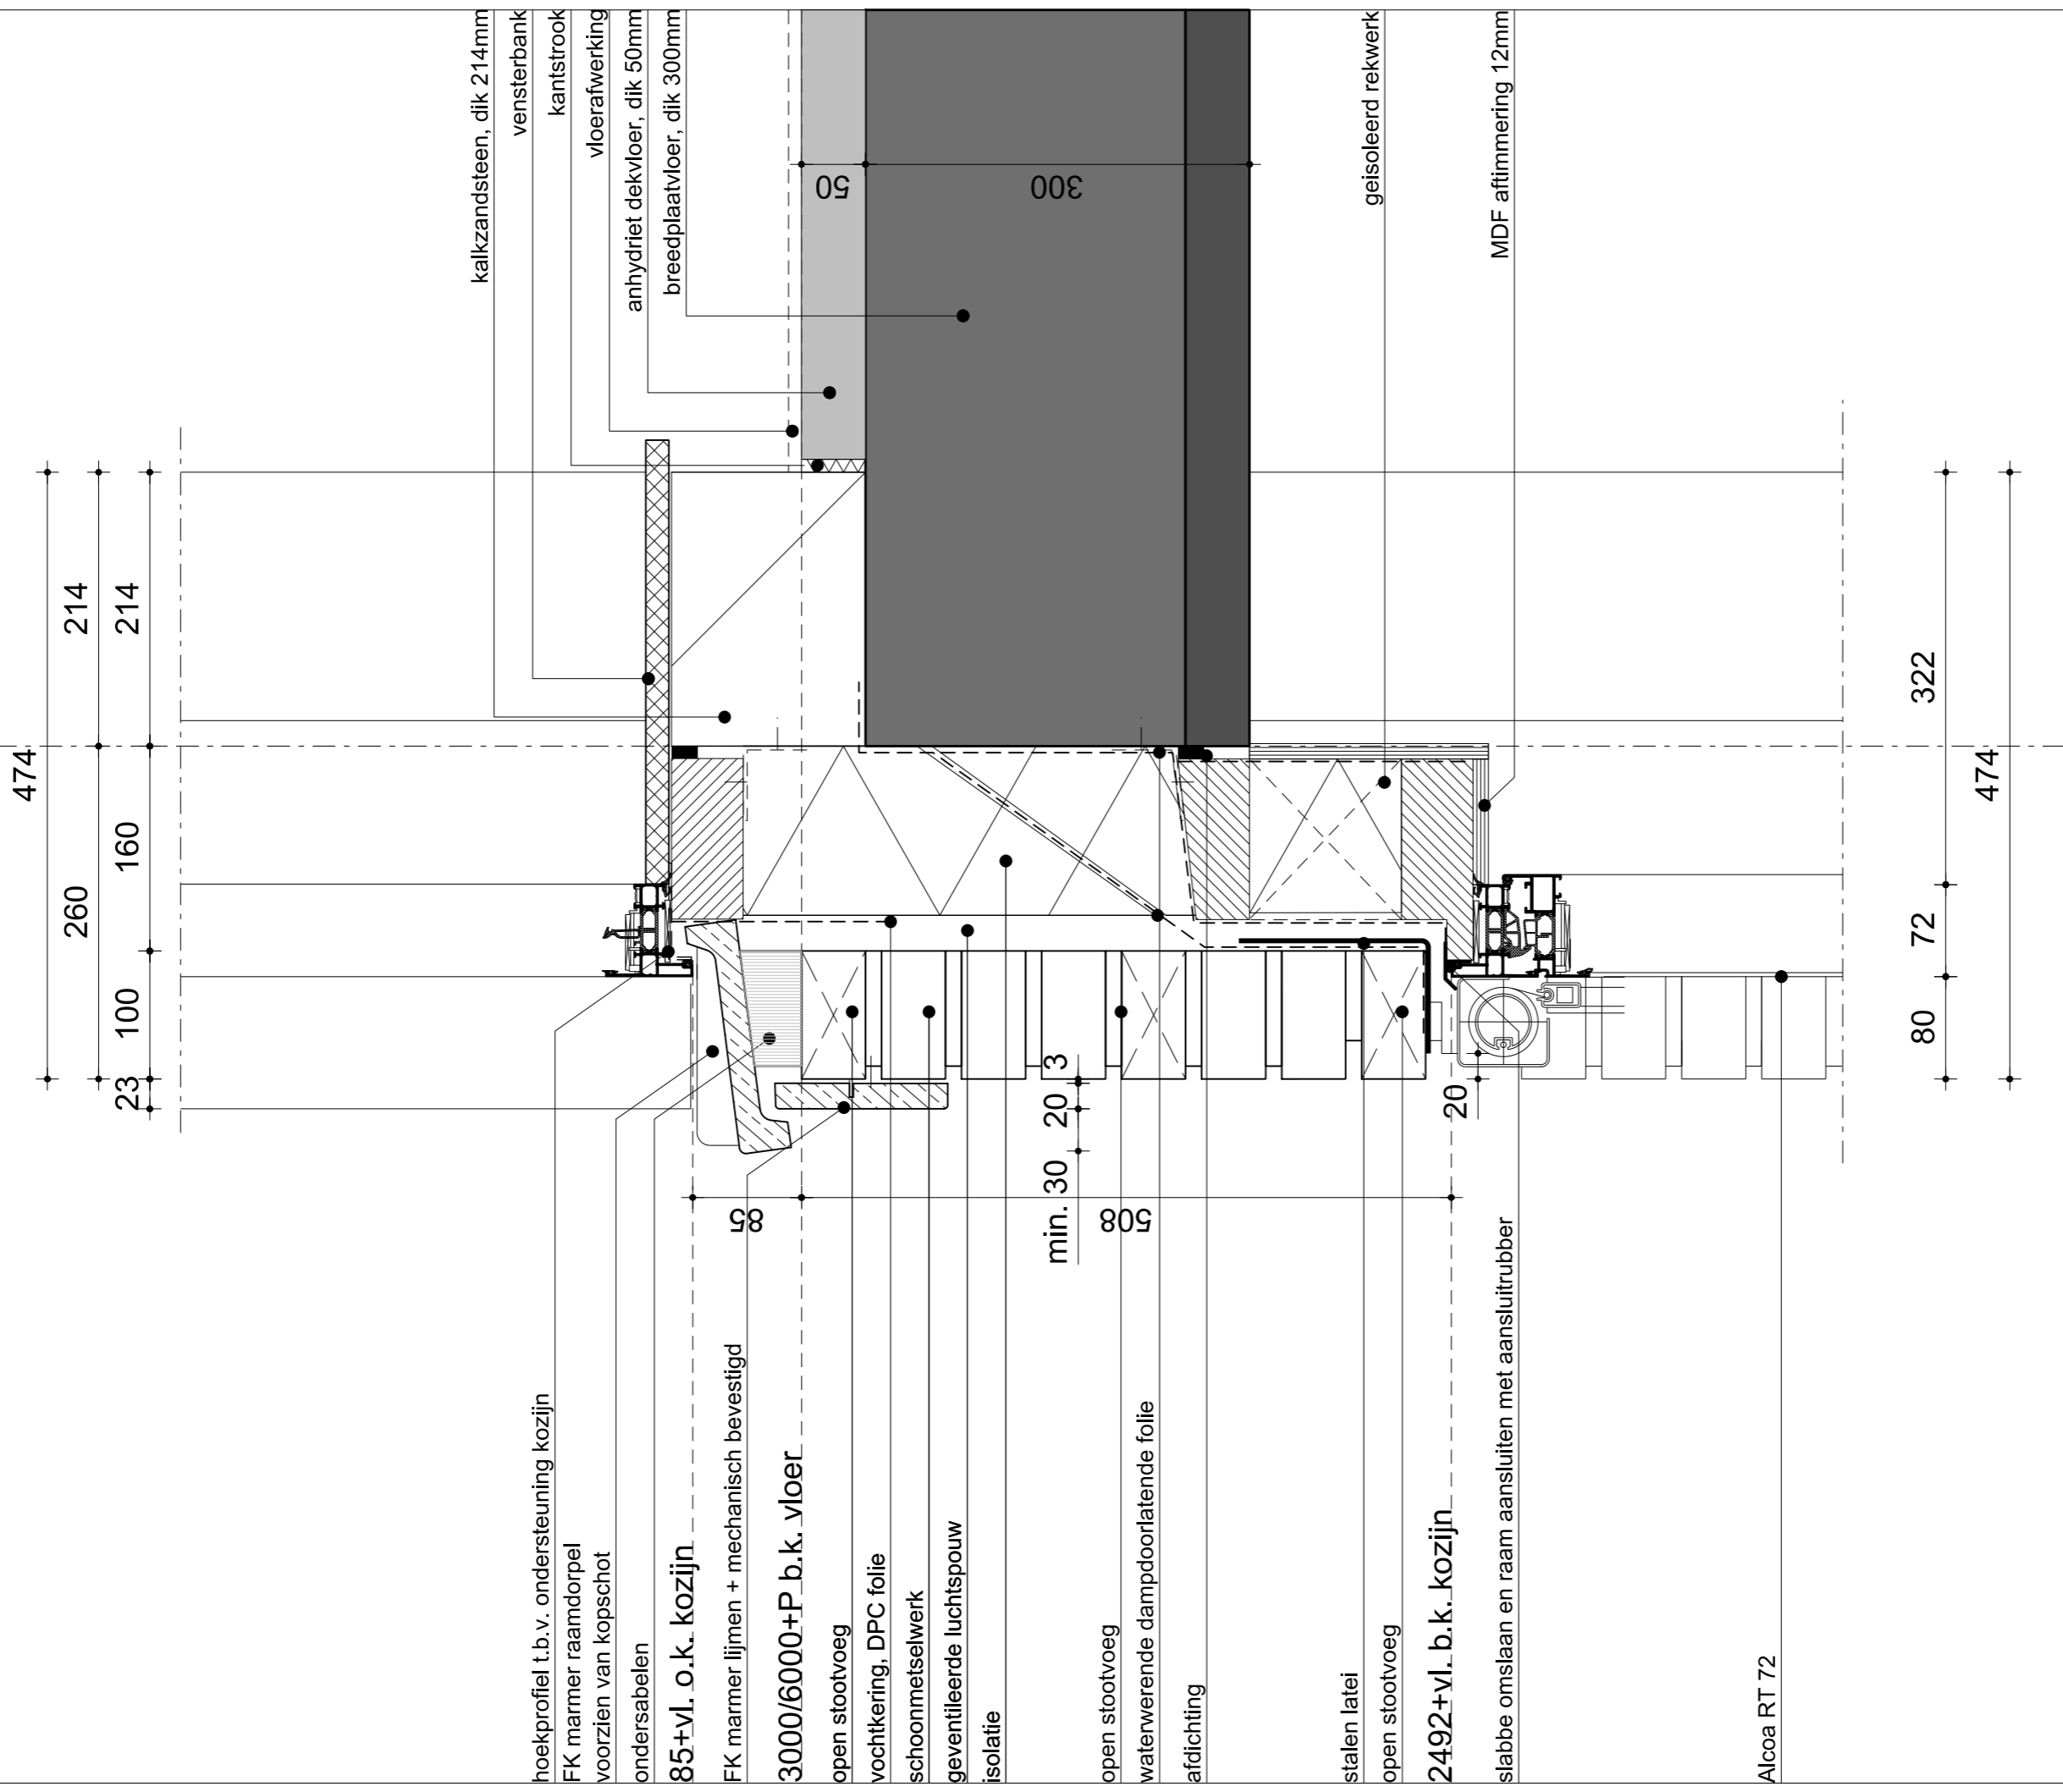 kalkzandsteen, dik 214mm
vensterbank
kantstrook
vloerafwerking
anhydriet dekvloer, dik 50mm
breedplaatvloer, dik 300mm
geisoleerd rekwerk
MDF aftimmering 12mm
50
300
474
214
260
214
160
100
23
322
72
80
474
3
20
min. 30
20
85
508
hoekprofiel t.b.v. ondersteuning kozijn
FK marmer raamdorpel
voorzien van kopschot
ondersabelen
85+vl. o.k. kozijn
FK marmer lijmen + mechanisch bevestigd
3000/6000+P b.k. vloer
open stootvoeg
vochtkering, DPC folie
schoonmetselwerk
geventileerde luchtspouw
isolatie
open stootvoeg
waterwerende dampdoorlatende folie
afdichting
stalen latei
open stootvoeg
2492+vl. b.k. kozijn
slabbe omslaan en raam aansluiten met aansluitrubber
Alcoa RT 72